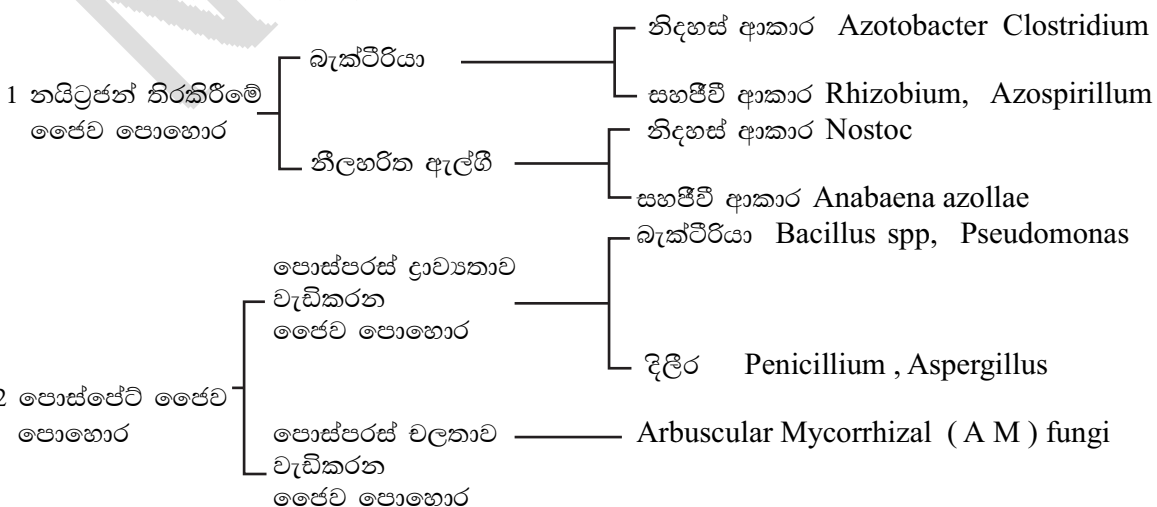 නිදහස් ආකාර Azotobacter Clostridium
බැක්ටීරියා
1 නයිට්‍රජන් තිරකිරීමේ
ජෛව පොහොර
සහජීවී ආකාර Rhizobium, Azospirillum
නිදහස් ආකාර Nostoc
නීලහරිත ඇල්ගී
සහජීවී ආකාර Anabaena azollae
බැක්ටීරියා Bacillus spp, Pseudomonas
පොස්පරස් ද්‍රාව්‍යතාව
වැඩිකරන
ජෛව පොහොර
දිලීර Penicillium , Aspergillus
2 පොස්පේට් ජෛව
පොහොර
පොස්පරස් චලතාව
වැඩිකරන
ජෛව පොහොර
Arbuscular Mycorrhizal ( A M ) fungi